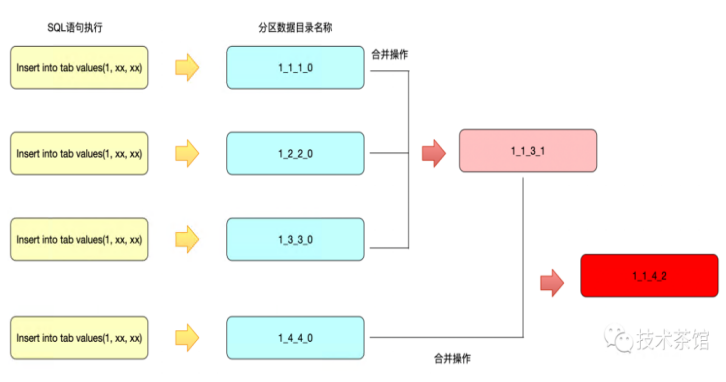 SQL语句执行
分区数据目录名称
Insert into tab values(1, xx, xx)
1_1_1_0
合并操作
Insert into tab values(1, xx, xx)
1_2_2_0
1_1_3_1
Insert into tab values(1, xx, xx)
1_3_3_0
1_1_4_2
Insert into tab values(1, xx, xx)
1_4_4_0
合并操作
技术茶馆